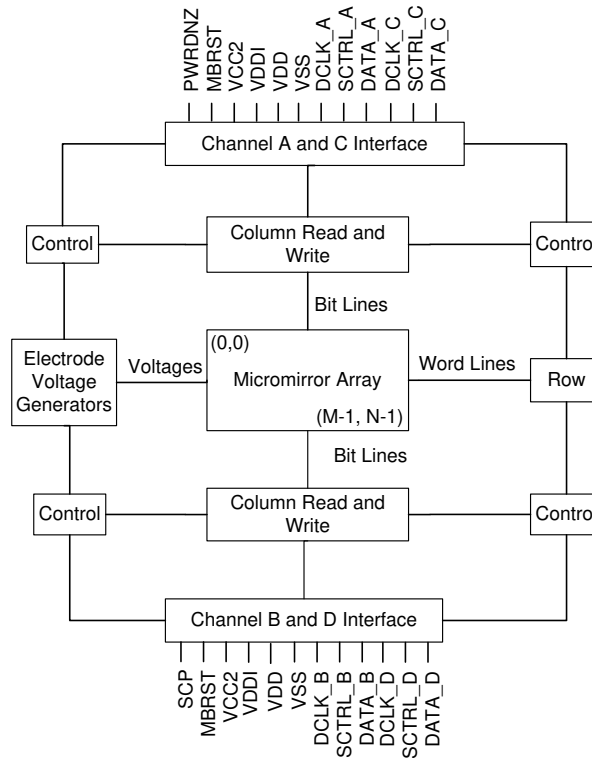 PWRDNZ
MBRST
VCC2
VDDI
VDD
VSS
DCLK_A
SCTRL_A
DATA_A
DCLK_C
SCTRL_C
DATA_C
Channel A and C Interface
Control
Column Read and
Write
Control
Bit Lines
(0,0)
Micromirror Array
(M-1, N-1)
Electrode
Voltage
Generators
Voltages
Word Lines
Row
Bit Lines
Control
Column Read and
Write
Control
Channel B and D Interface
SCP
MBRST
VCC2
VDDI
VDD
VSS
DCLK_B
SCTRL_B
DATA_B
DCLK_D
SCTRL_D
DATA_D